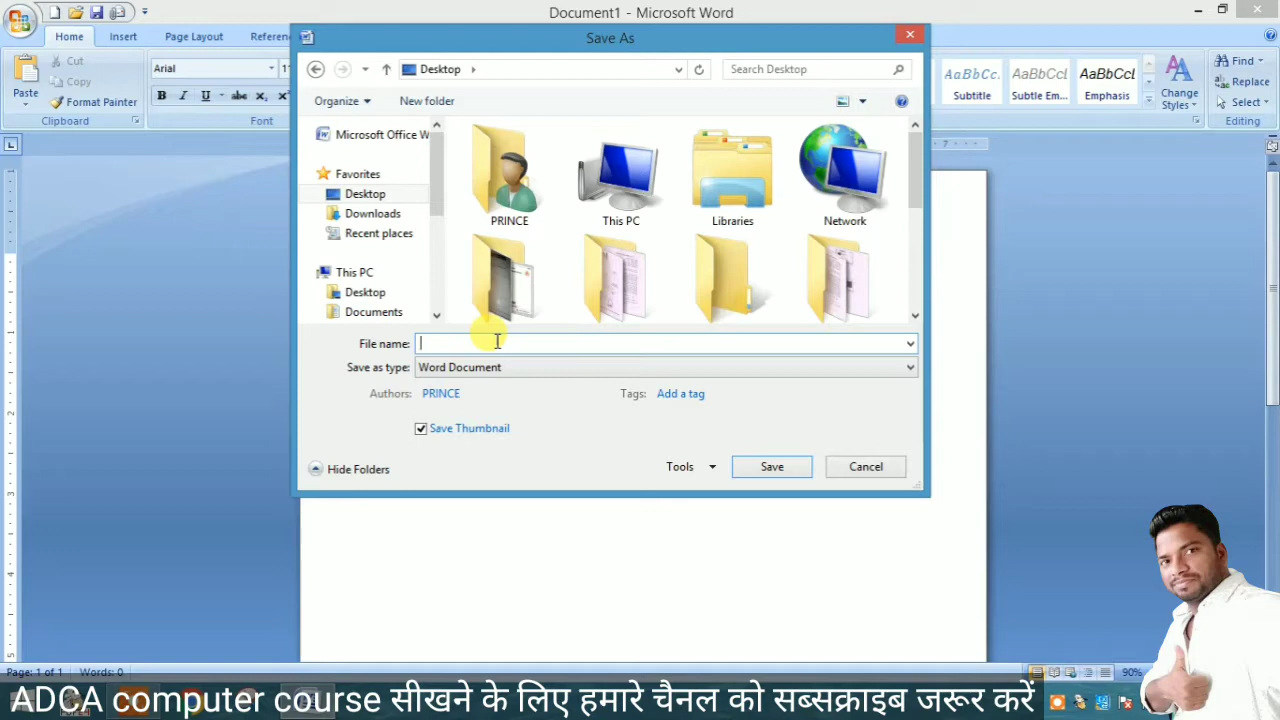 Document1 - Microsoft Word
Home Insert Page Layout Referen
Save As
Paste
Cut
Copy
Format Painter
Clipboard
Arial
Font
Desktop
Search Desktop
Organize New folder
Microsoft Office W
Favorites
Desktop
Downloads
Recent places
This PC
Desktop
Documents
PRINCE This PC Libraries Network
File name:
Save as type: Word Document
Authors: PRINCE Tags: Add a tag
Save Thumbnail
Hide Folders Tools Save Cancel
AaBbCc. AaBbCc. AaBbCcl
Subtitle Subtle Em... Emphasis
Change Styles
Find
Replace
Select
Editing
Page: 1 of 1 Words: 0 90%
ADCA computer course सीखने के लिए हमारे चैनल को सब्सक्राइब जरूर करें